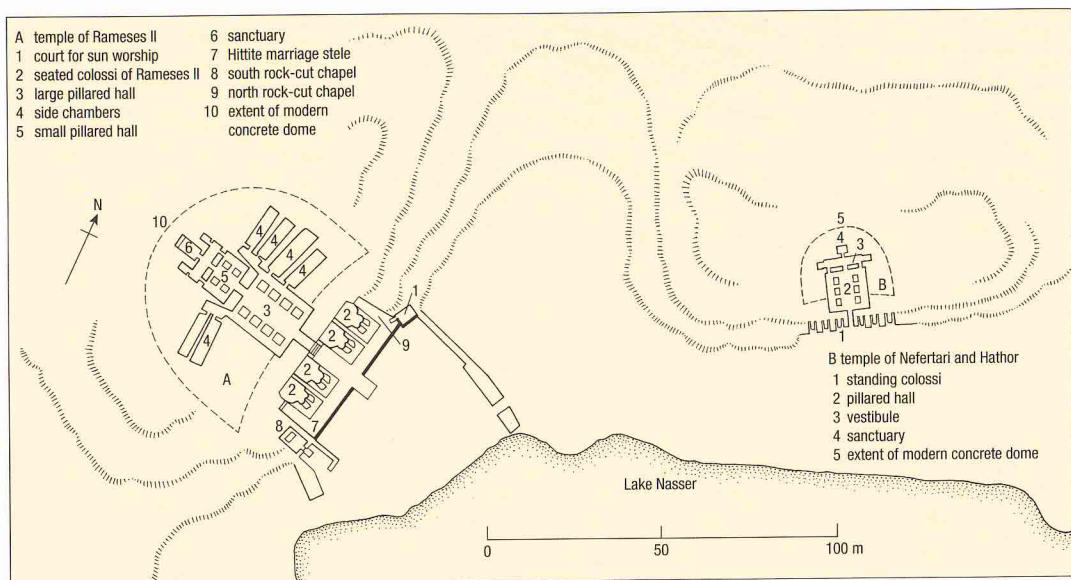 A temple of Rameses II
1 court for sun worship
2 seated colossi of Rameses II
3 large pillared hall
4 side chambers
5 small pillared hall
6 sanctuary
7 Hittite marriage stele
8 south rock-cut chapel
9 north rock-cut chapel
10 extent of modern
concrete dome
N
10
6
5
4
4
4
4
3
4
A
2
2
2
2
1
9
7
8
5
4
3
2
B
1
B temple of Nefertari and Hathor
1 standing colossi
2 pillared hall
3 vestibule
4 sanctuary
5 extent of modern concrete dome
Lake Nasser
0
50
100 m